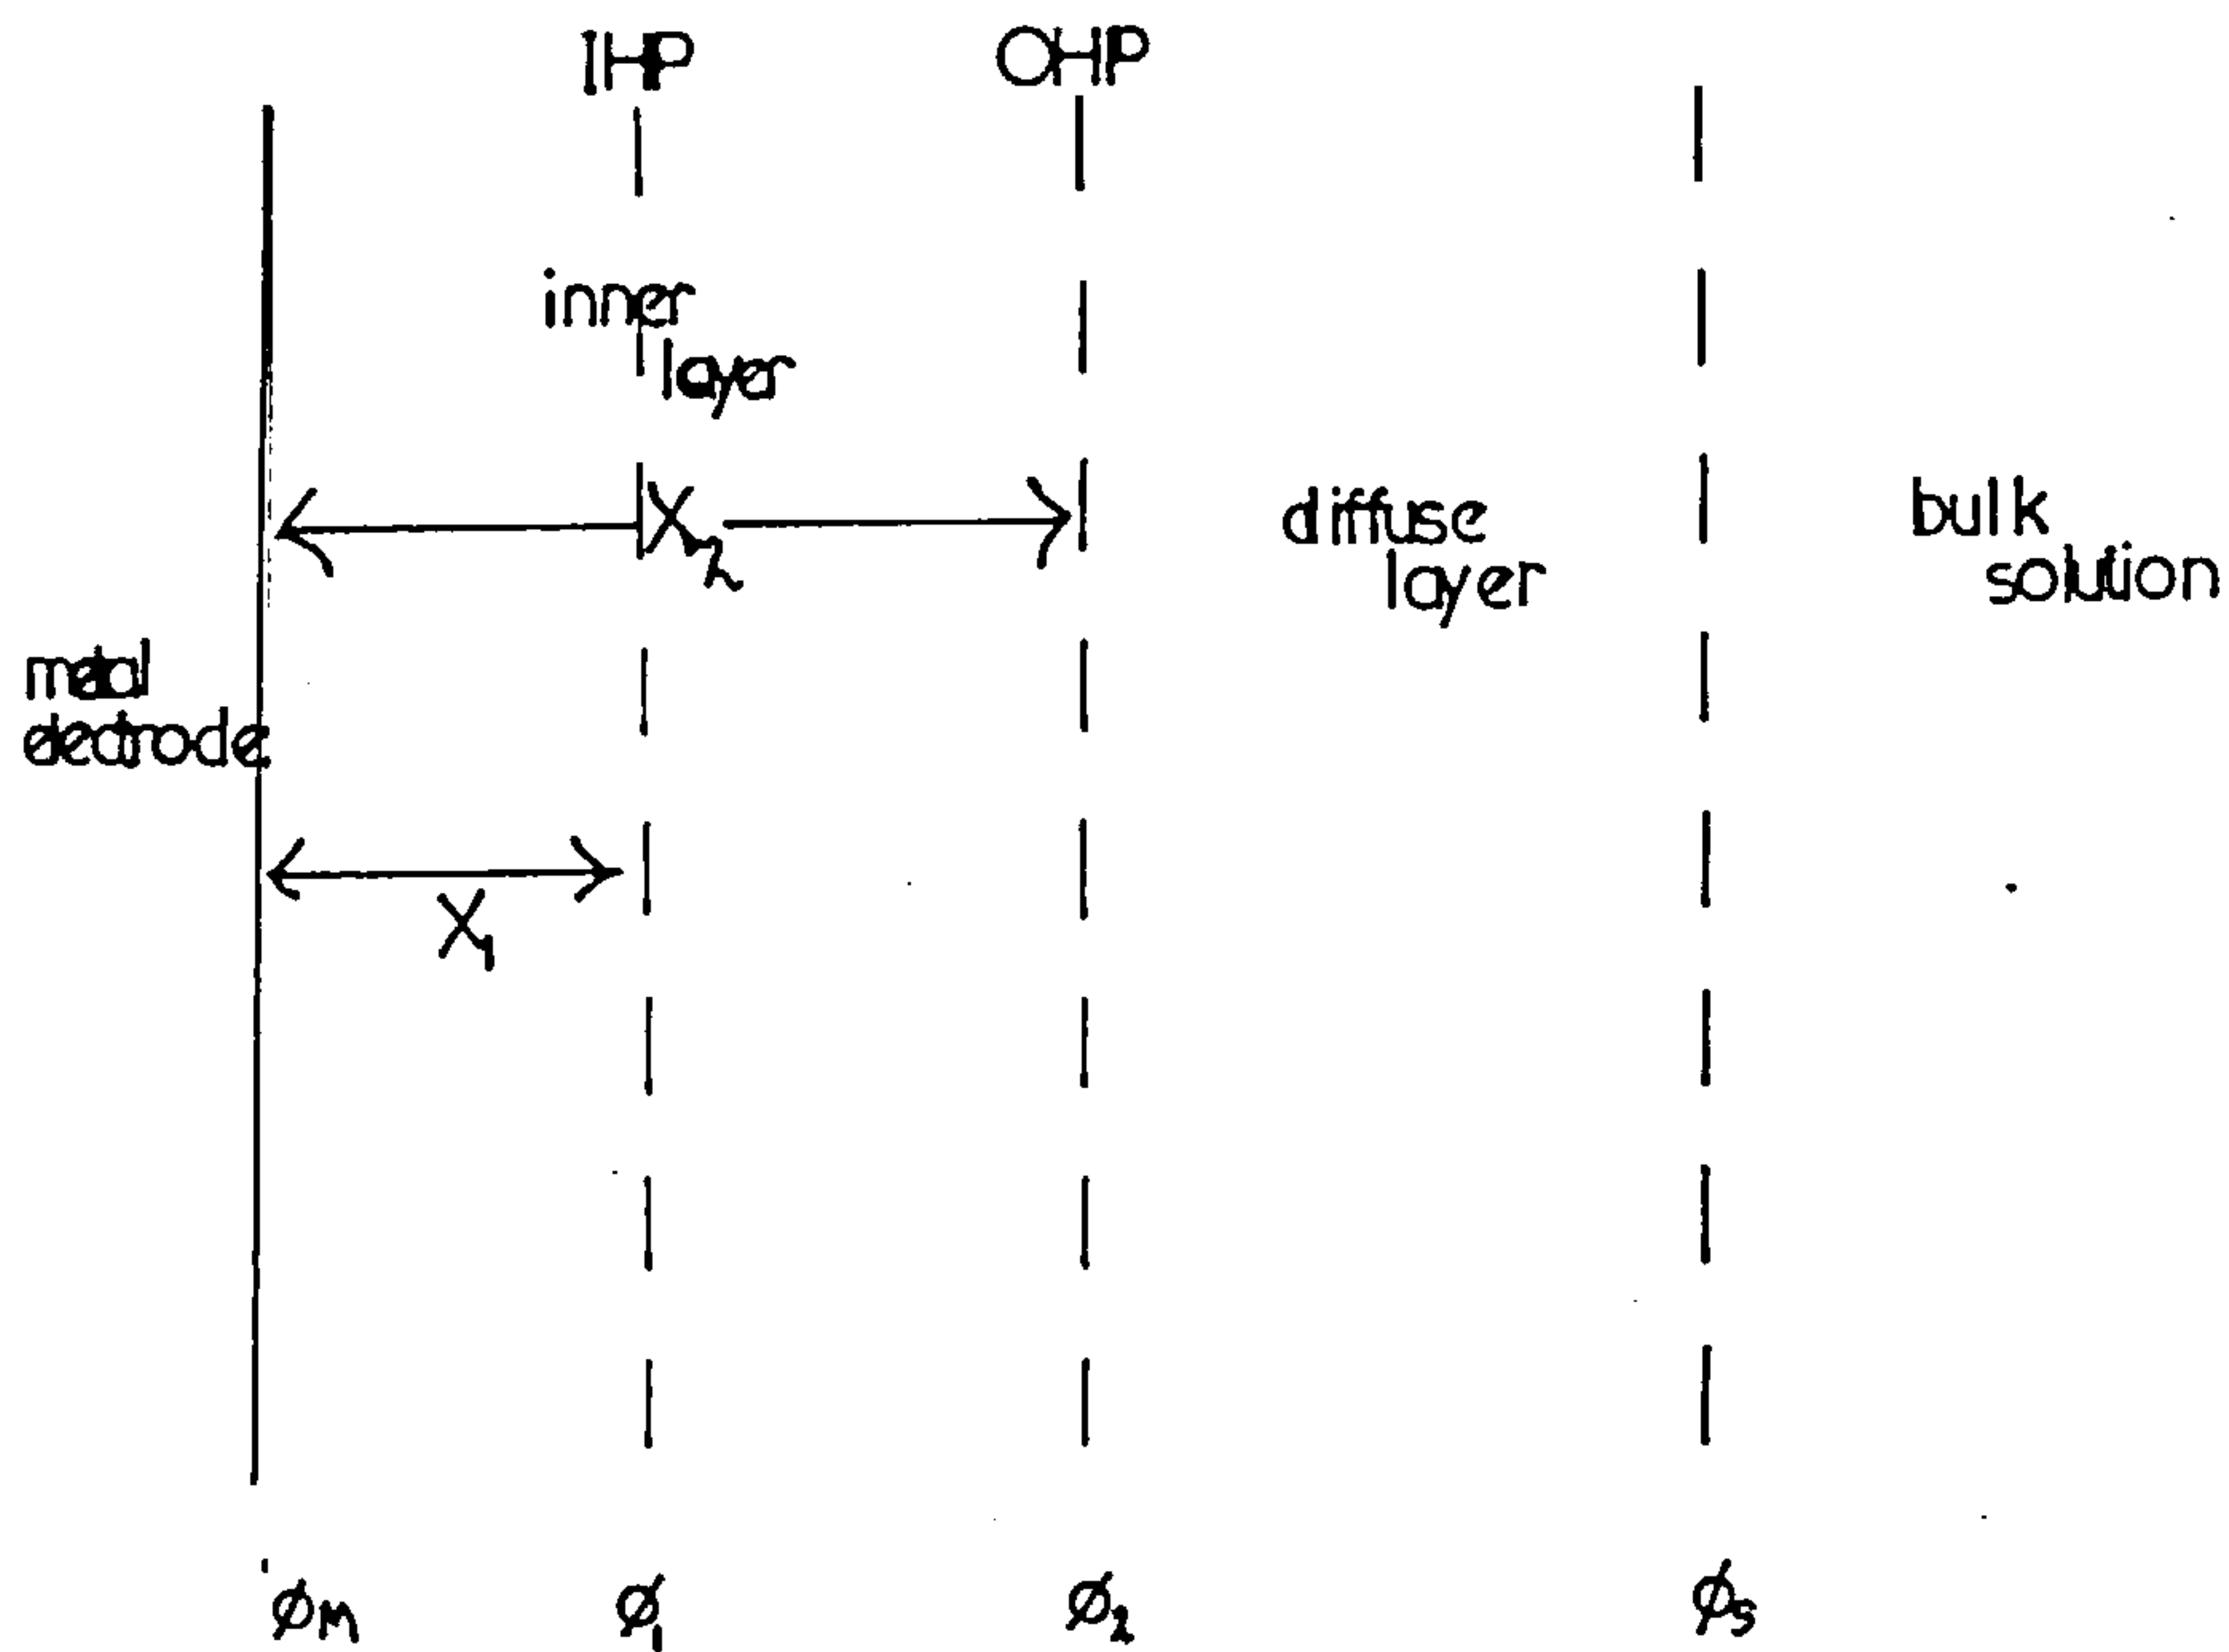 IHP
OHP
inner
layer
X₂
diffuse
layer
bulk
solution
metal
electrode
X₁
φM
φ₁
φ₂
φs